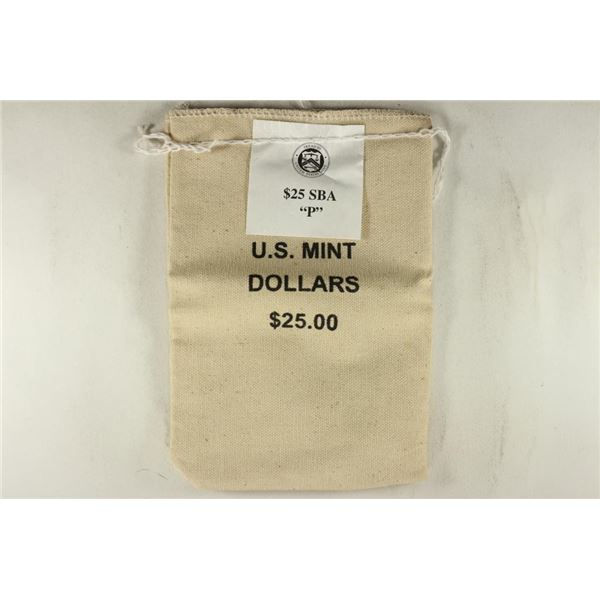 $25 SBA
“P”
U.S. MINT
DOLLARS
$25.00